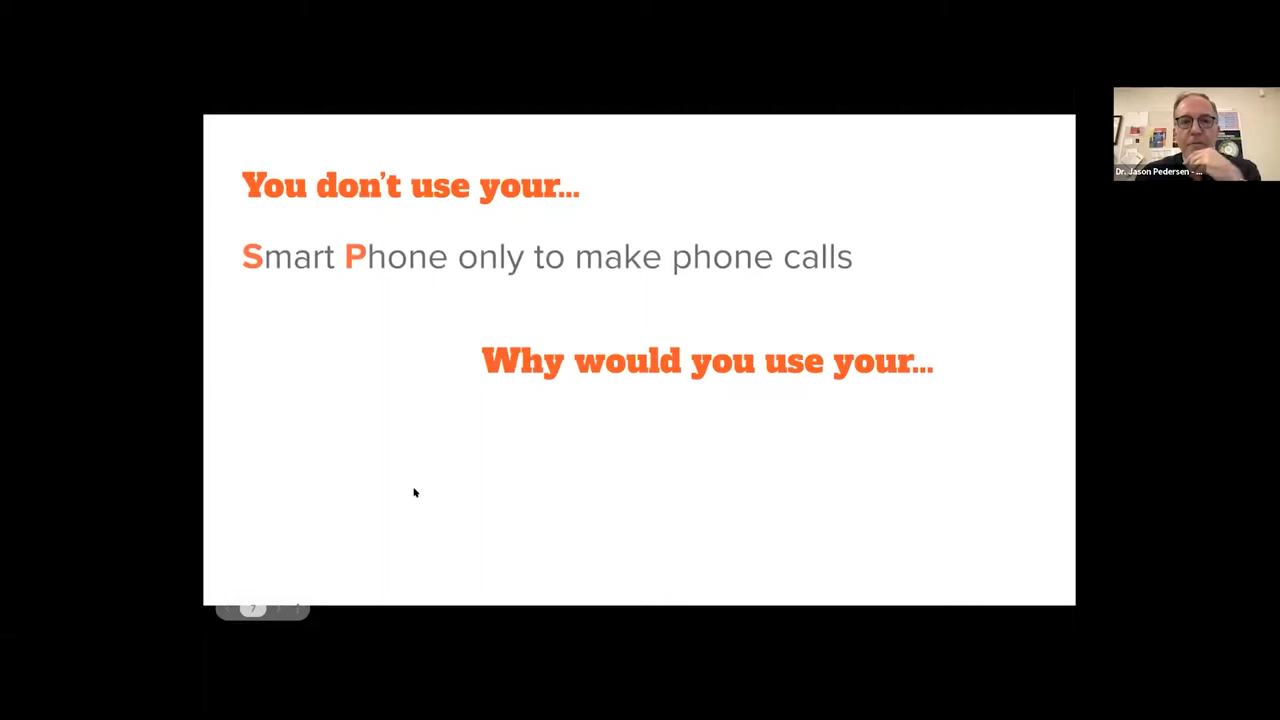 You don’t use your...
Smart Phone only to make phone calls
Why would you use your...
Dr. Jason Pedersen - ...
7